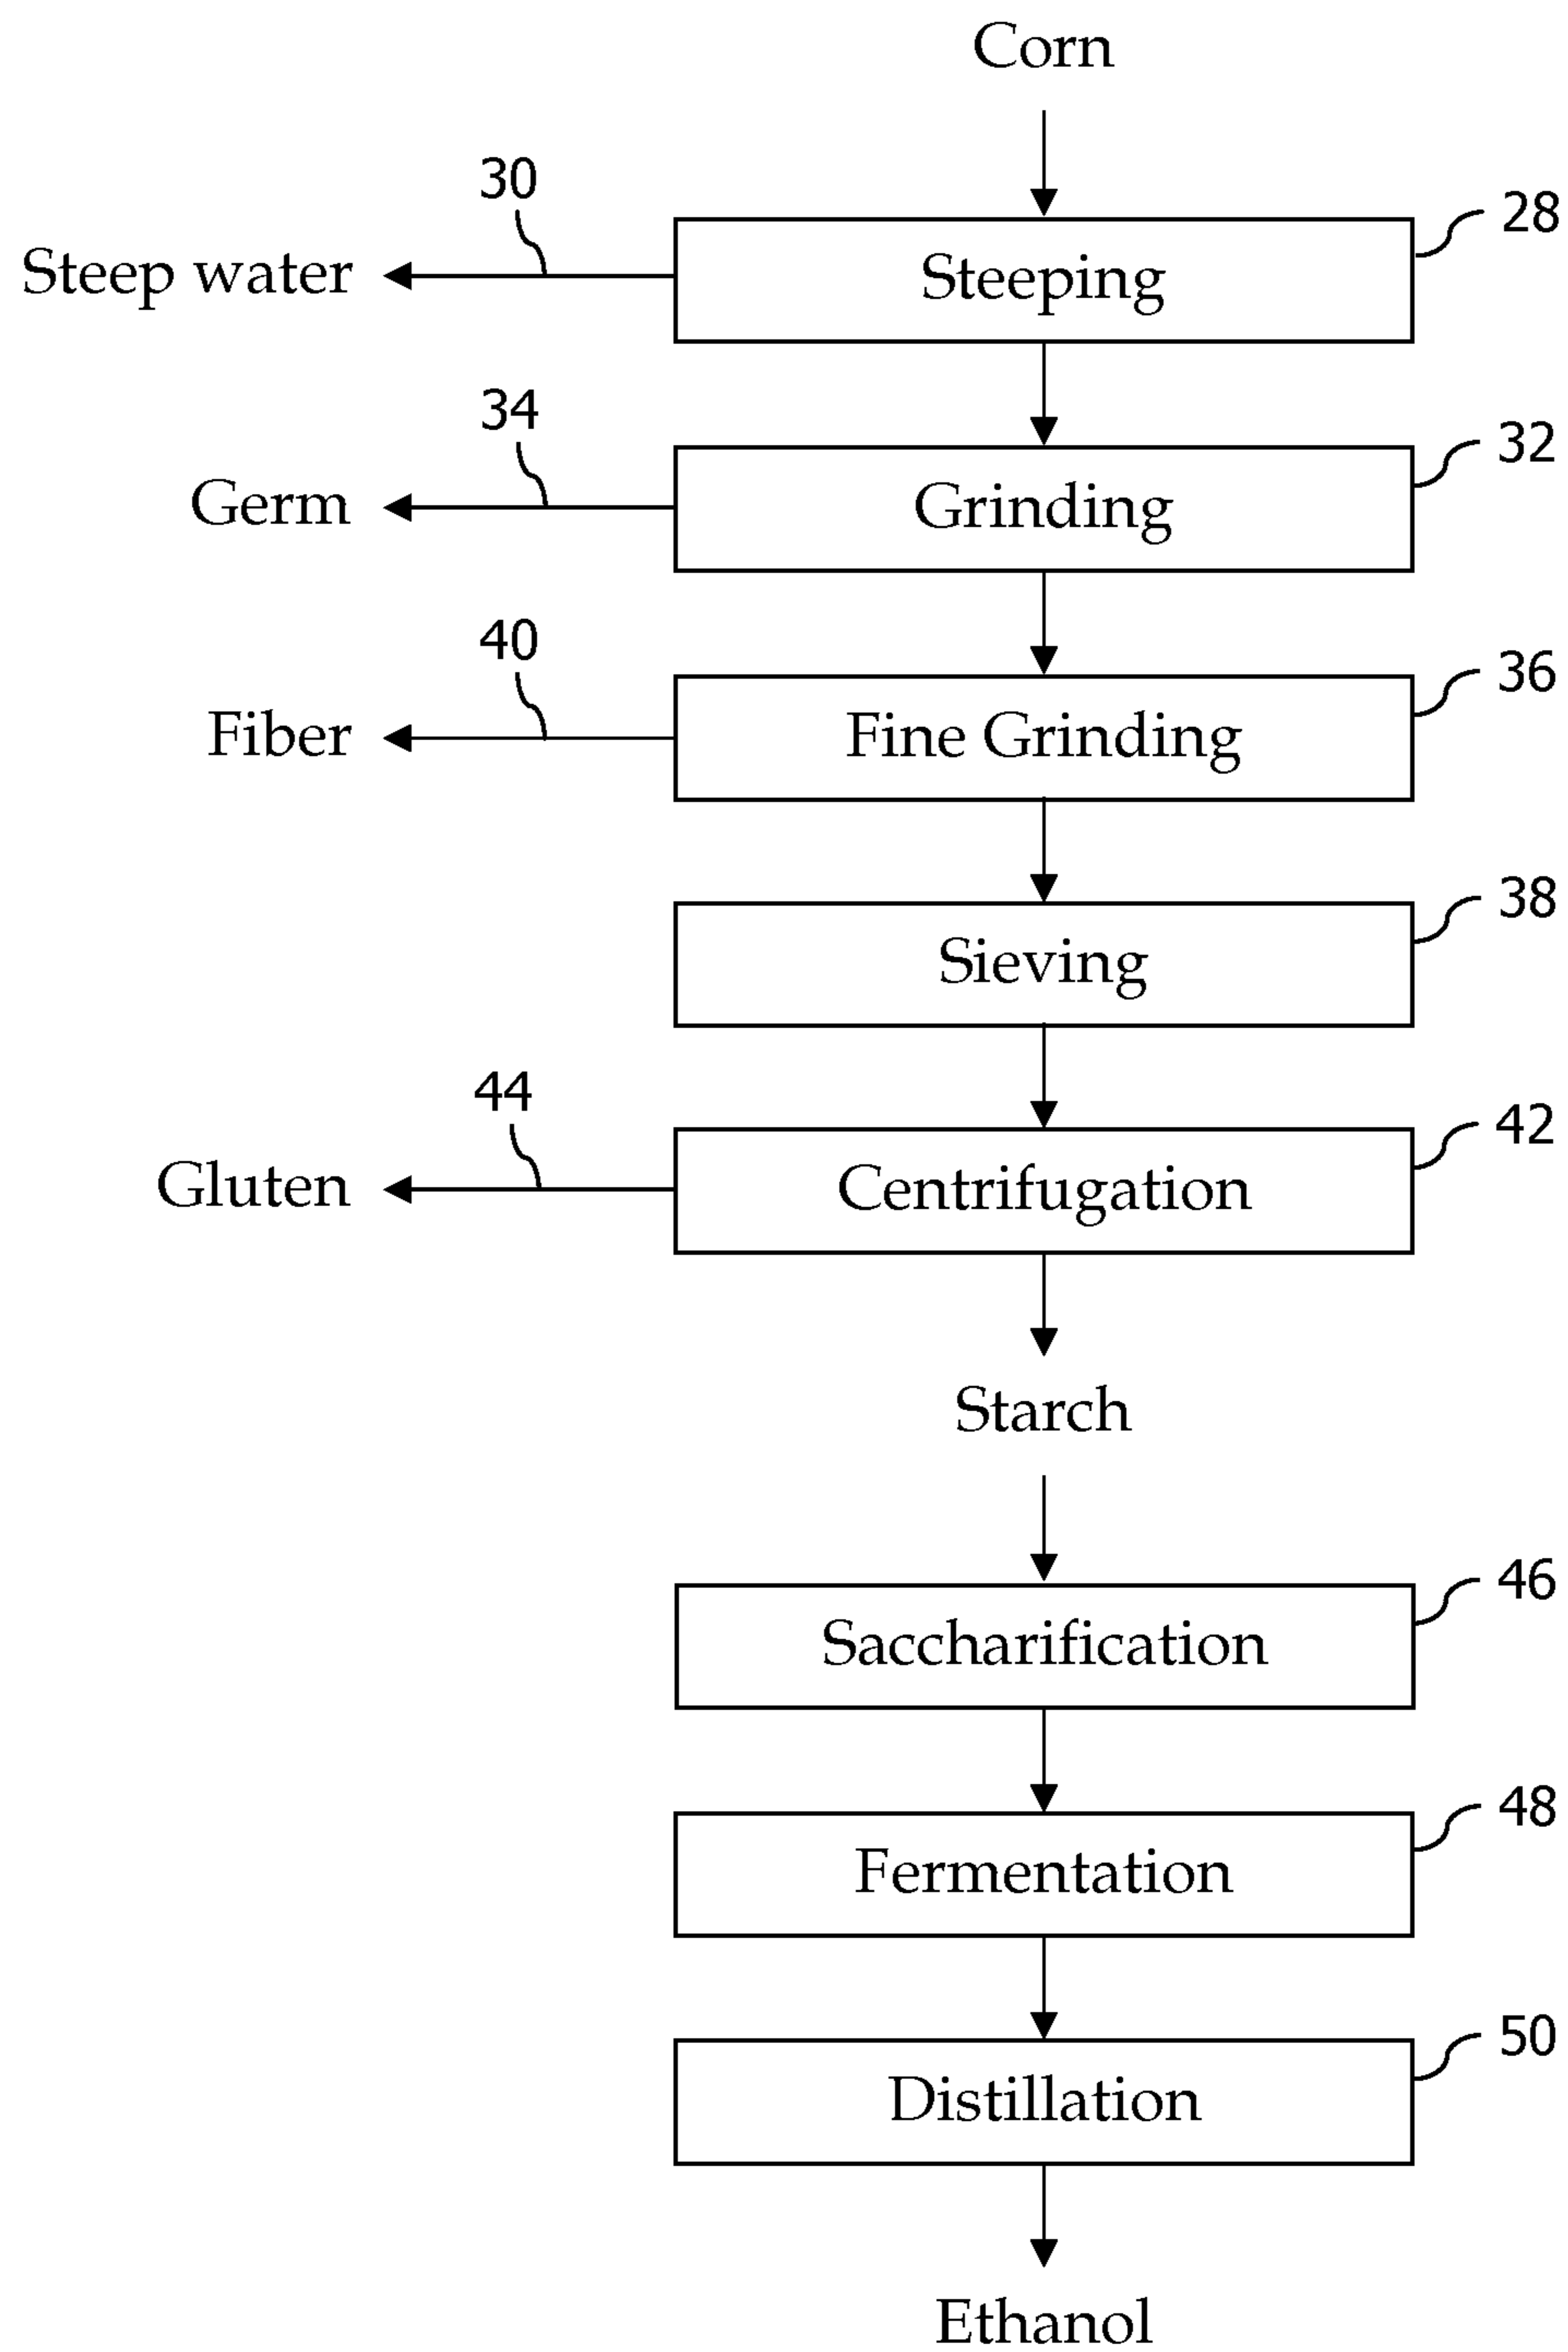 Corn
30
28
Steep water
Steeping
34
32
Germ
Grinding
40
36
Fiber
Fine Grinding
38
Sieving
44
42
Gluten
Centrifugation
Starch
46
Saccharification
48
Fermentation
50
Distillation
Ethanol